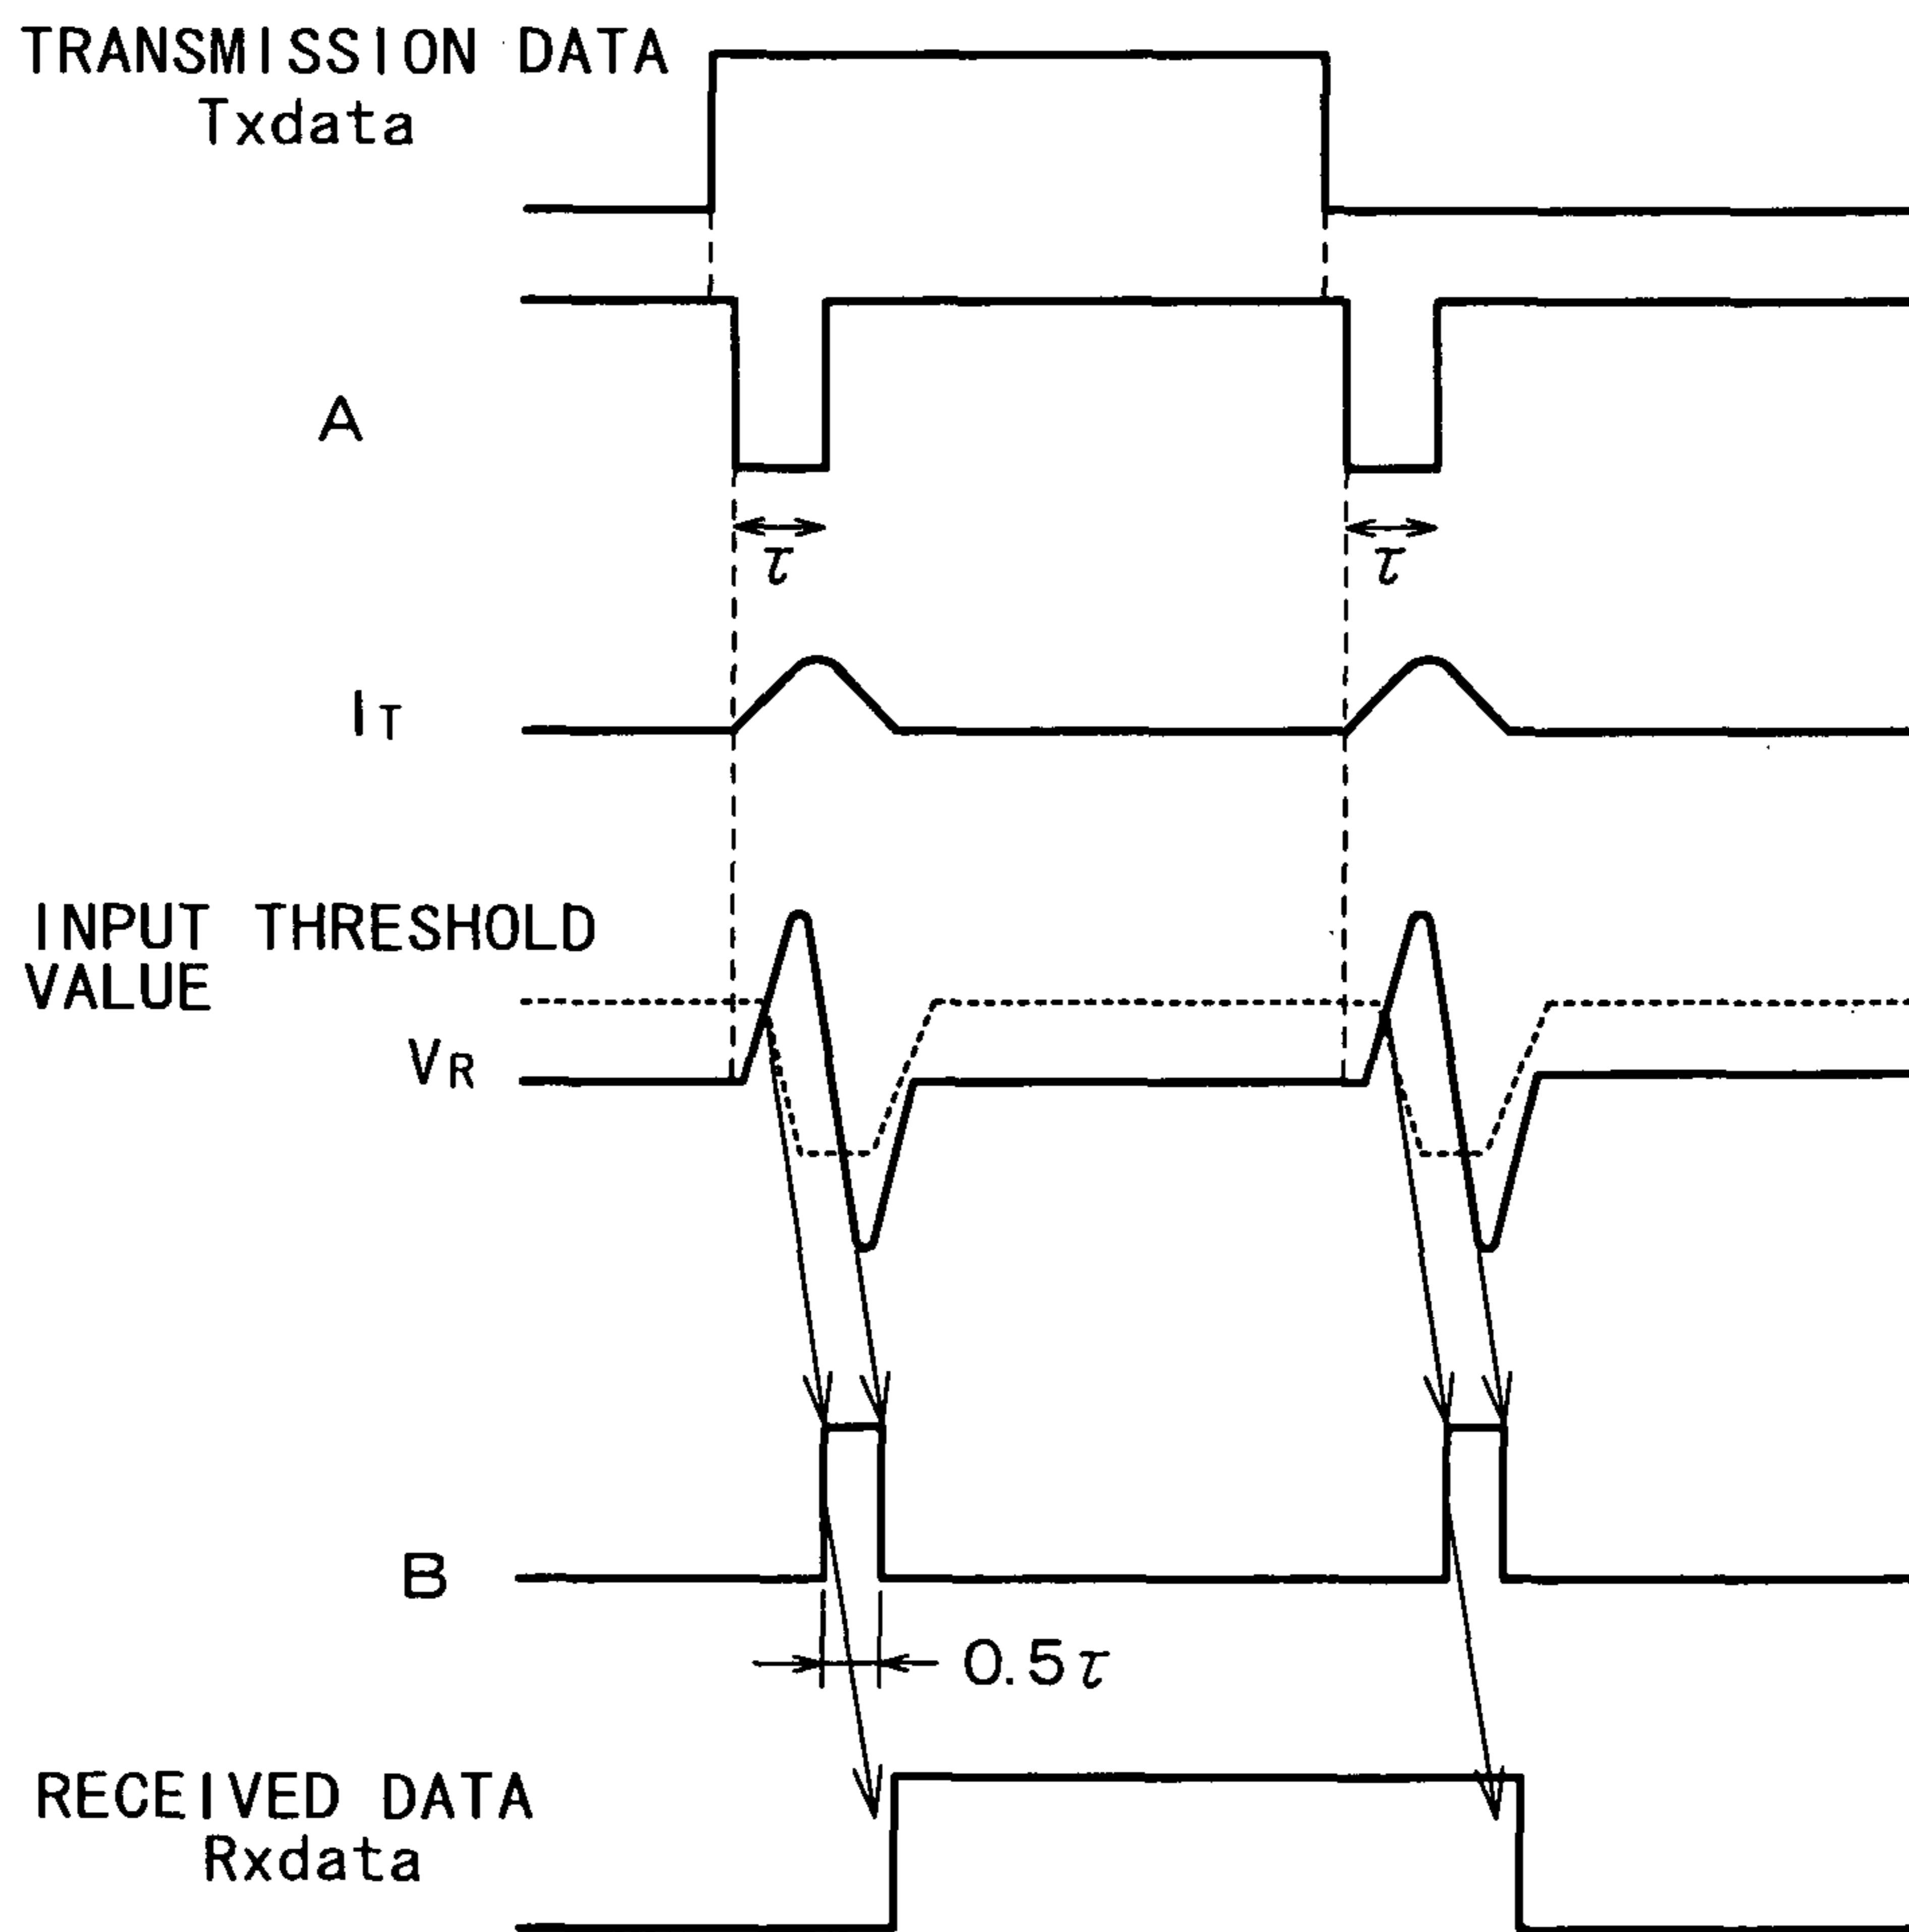 TRANSMISSION DATA
Txdata
A
τ τ
IT
INPUT THRESHOLD
VALUE
VR
B
0.5τ
RECEIVED DATA
Rxdata